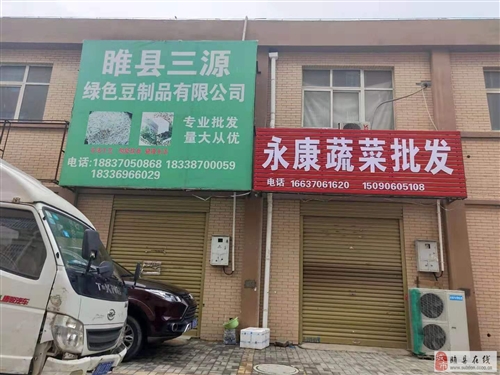 睢县三源
绿色豆制品有限公司
专业批发
量大从优
电话:18837050868 18338700059
18336966029
永康蔬菜批发
电话 16637061620 15090605108
睢县在线